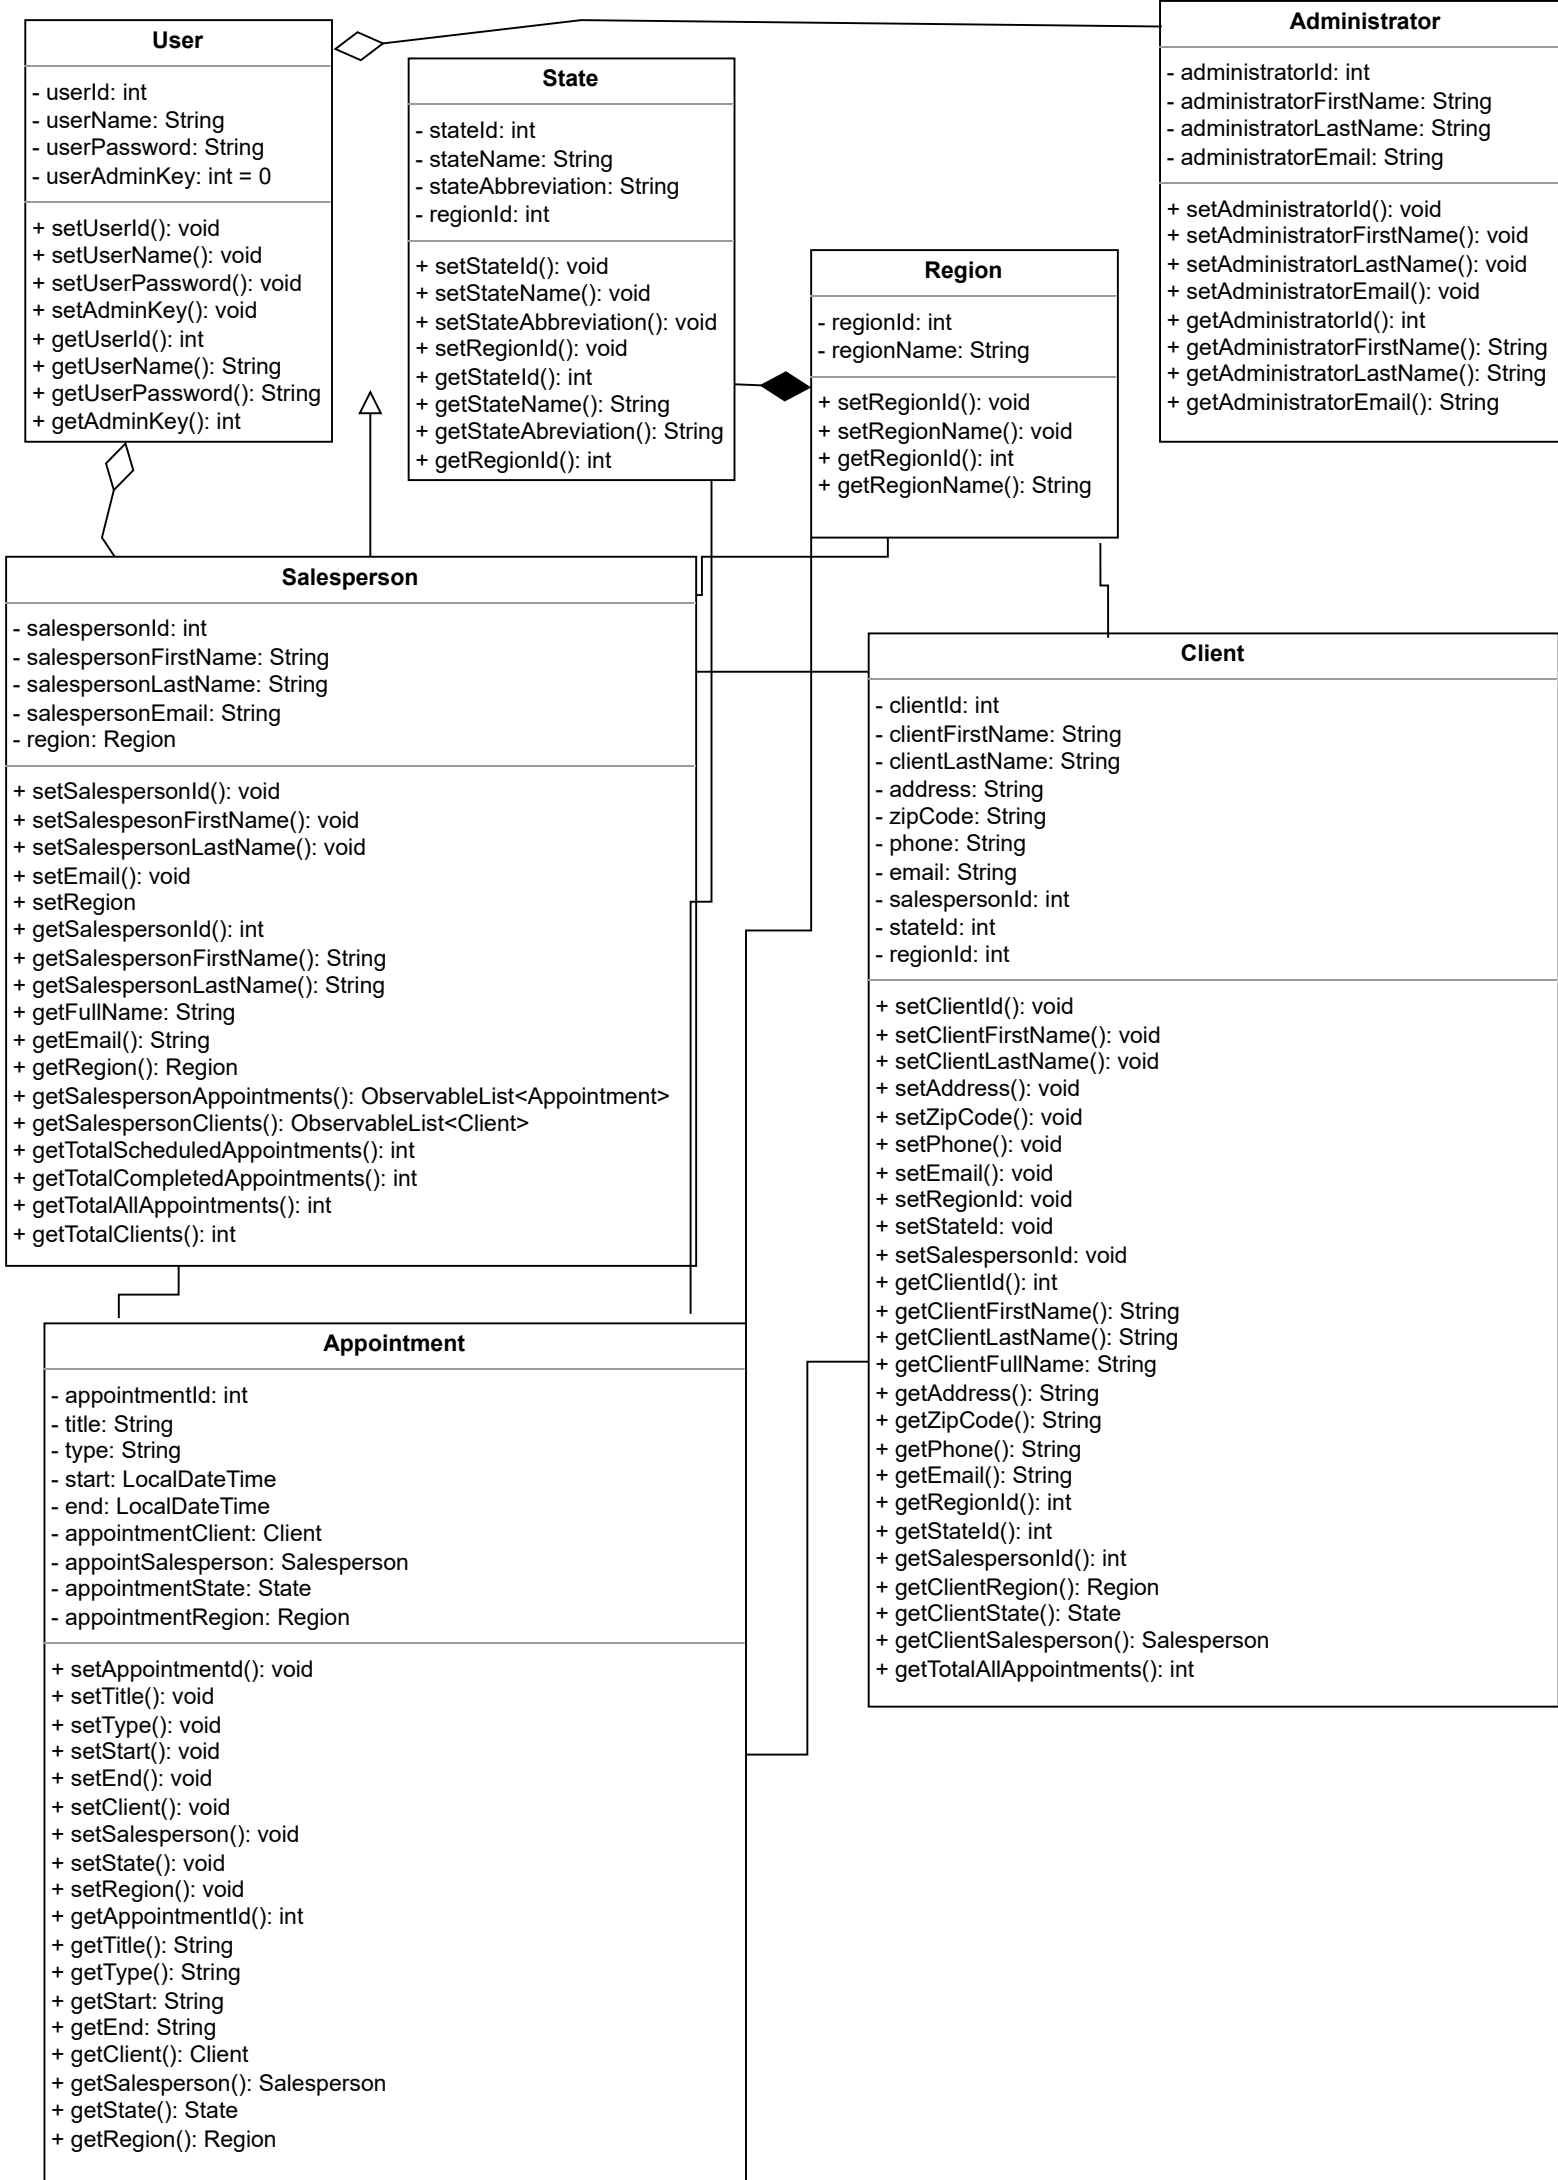 User
- userId: int
- userName: String
- userPassword: String
- userAdminKey: int = 0
+ setUserId(): void
+ setUserName(): void
+ setUserPassword(): void
+ setAdminKey(): void
+ getUserId(): int
+ getUserName(): String
+ getUserPassword(): String
+ getAdminKey(): int
State
- stateId: int
- stateName: String
- stateAbbreviation: String
- regionId: int
+ setStateId(): void
+ setStateName(): void
+ setStateAbbreviation(): void
+ setRegionId(): void
+ getStateId(): int
+ getStateName(): String
+ getStateAbreviation(): String
+ getRegionId(): int
Region
- regionId: int
- regionName: String
+ setRegionId(): void
+ setRegionName(): void
+ getRegionId(): int
+ getRegionName(): String
Administrator
- administratorId: int
- administratorFirstName: String
- administratorLastName: String
- administratorEmail: String
+ setAdministratorId(): void
+ setAdministratorFirstName(): void
+ setAdministratorLastName(): void
+ setAdministratorEmail(): void
+ getAdministratorId(): int
+ getAdministratorFirstName(): String
+ getAdministratorLastName(): String
+ getAdministratorEmail(): String
Salesperson
- salespersonId: int
- salespersonFirstName: String
- salespersonLastName: String
- salespersonEmail: String
- region: Region
+ setSalespersonId(): void
+ setSalespesonFirstName(): void
+ setSalespersonLastName(): void
+ setEmail(): void
+ setRegion
+ getSalespersonId(): int
+ getSalespersonFirstName(): String
+ getSalespersonLastName(): String
+ getFullName: String
+ getEmail(): String
+ getRegion(): Region
+ getSalespersonAppointments(): ObservableList<Appointment>
+ getSalespersonClients(): ObservableList<Client>
+ getTotalScheduledAppointments(): int
+ getTotalCompletedAppointments(): int
+ getTotalAllAppointments(): int
+ getTotalClients(): int
Client
- clientId: int
- clientFirstName: String
- clientLastName: String
- address: String
- zipCode: String
- phone: String
- email: String
- salespersonId: int
- stateId: int
- regionId: int
+ setClientId(): void
+ setClientFirstName(): void
+ setClientLastName(): void
+ setAddress(): void
+ setZipCode(): void
+ setPhone(): void
+ setEmail(): void
+ setRegionId: void
+ setStateId: void
+ setSalespersonId: void
+ getClientId(): int
+ getClientFirstName(): String
+ getClientLastName(): String
+ getClientFullName: String
+ getAddress(): String
+ getZipCode(): String
+ getPhone(): String
+ getEmail(): String
+ getRegionId(): int
+ getStateId(): int
+ getSalespersonId(): int
+ getClientRegion(): Region
+ getClientState(): State
+ getClientSalesperson(): Salesperson
+ getTotalAllAppointments(): int
Appointment
- appointmentId: int
- title: String
- type: String
- start: LocalDateTime
- end: LocalDateTime
- appointmentClient: Client
- appointSalesperson: Salesperson
- appointmentState: State
- appointmentRegion: Region
+ setAppointmentd(): void
+ setTitle(): void
+ setType(): void
+ setStart(): void
+ setEnd(): void
+ setClient(): void
+ setSalesperson(): void
+ setState(): void
+ setRegion(): void
+ getAppointmentId(): int
+ getTitle(): String
+ getType(): String
+ getStart: String
+ getEnd: String
+ getClient(): Client
+ getSalesperson(): Salesperson
+ getState(): State
+ getRegion(): Region